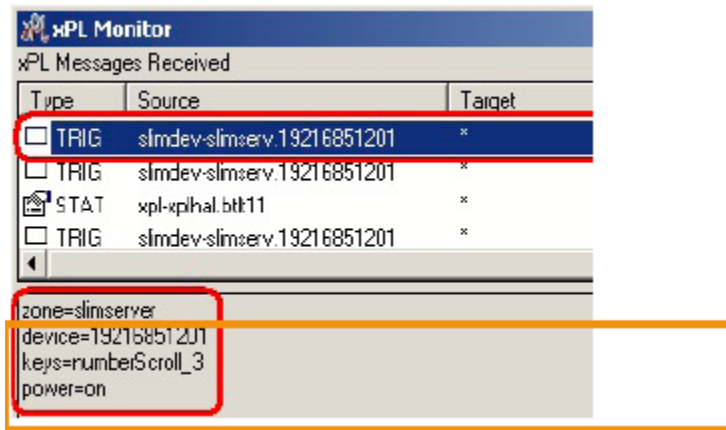 xPL Monitor
xPL Messages Received
Type Source Target
TRIG slimdev-slimserv.19216851201 *
TRIG slimdev-slimserv.19216851201 *
STAT xpl-xplhal.btk11 *
TRIG slimdev-slimserv.19216851201 *
zone=slimserver
device=19216851201
keys=numberScroll_3
power=on